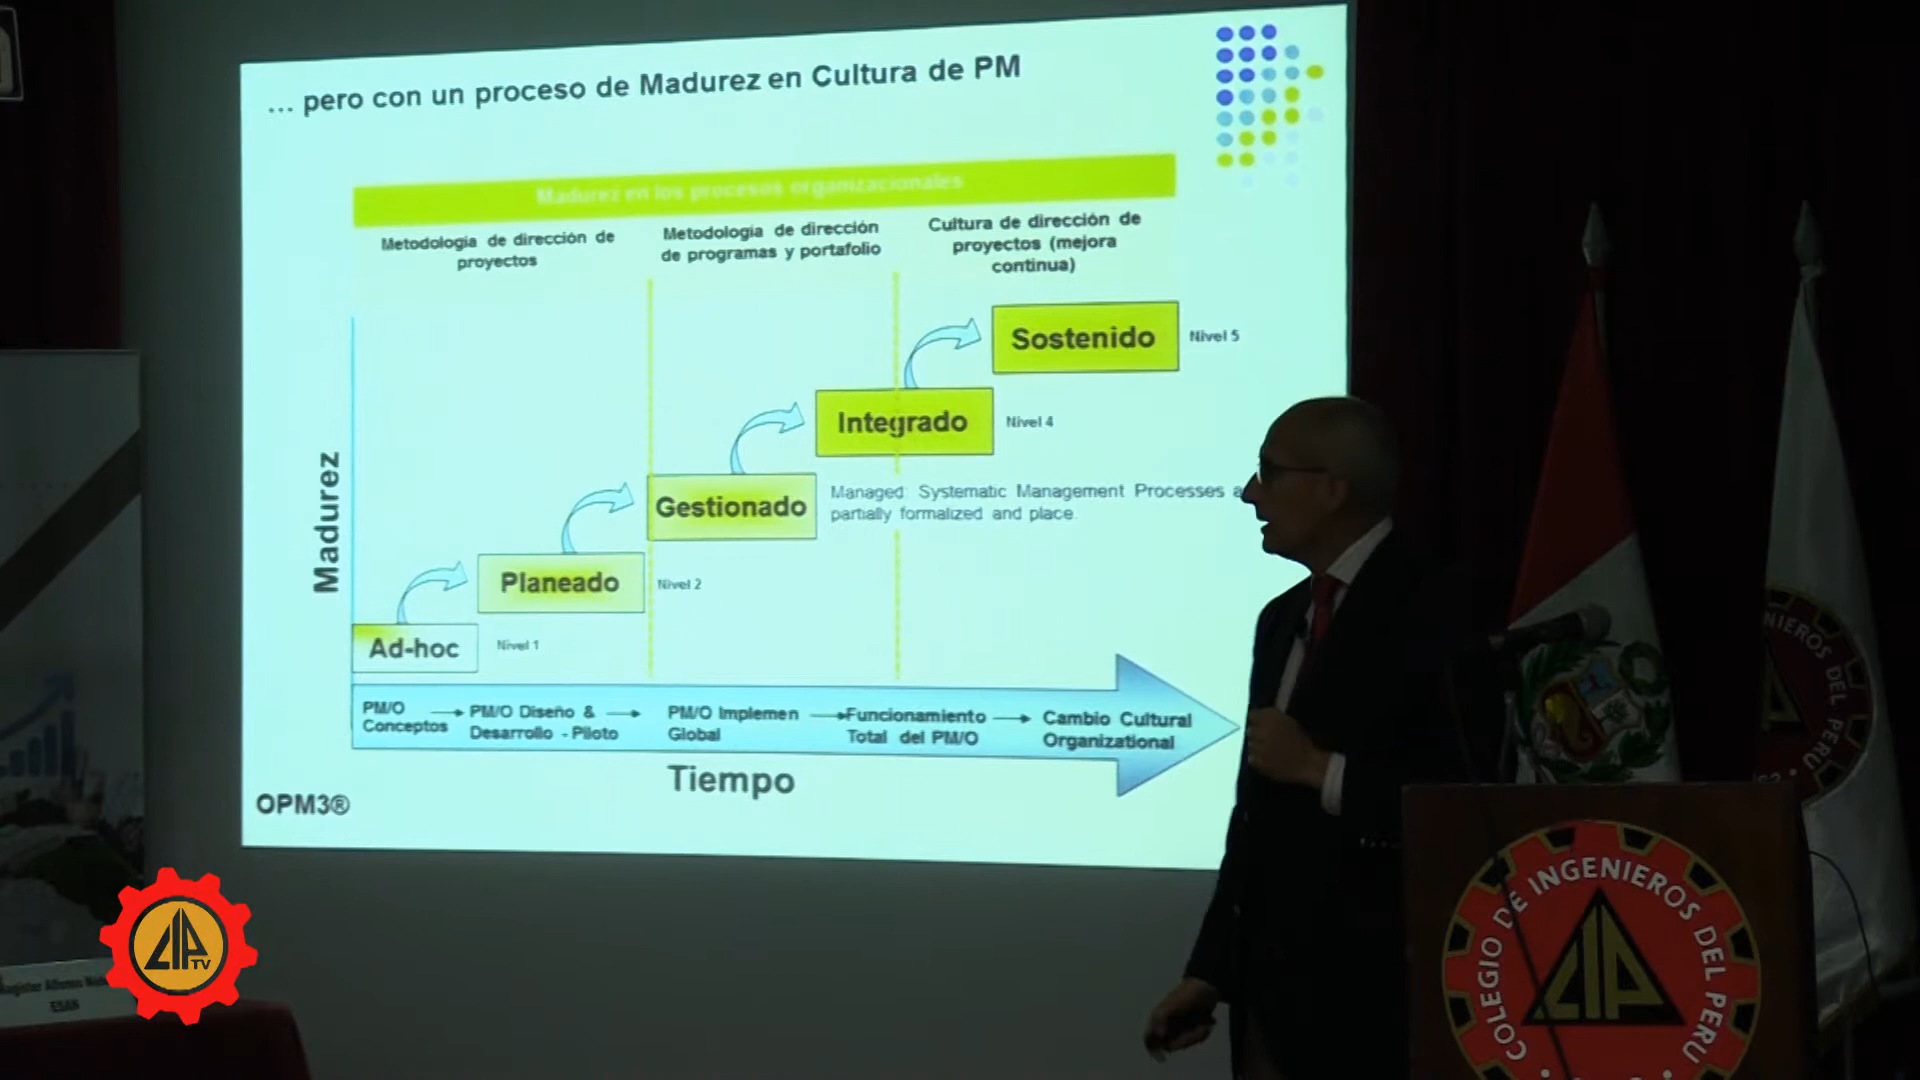 ... pero con un proceso de Madurez en Cultura de PM
Madurez en los procesos organizacionales
Metodología de dirección de
proyectos
Metodología de dirección
de programas y portafolio
Cultura de dirección de
proyectos (mejora
continua)
Sostenido
Nivel 5
Integrado
Nivel 4
Gestionado
Managed: Systematic Management Processes a
partially formalized and place.
Planeado
Nivel 2
Ad-hoc
Nivel 1
Madurez
PM/O
Conceptos
PM/O Diseño &
Desarrollo - Piloto
PM/O Implemen
Global
Funcionamiento
Total del PM/O
Cambio Cultural
Organizational
Tiempo
OPM3®
NIEROS DEL PERU
COLEGIO DE INGENIEROS DEL PERU
CIP
CIP
TV
ESAN